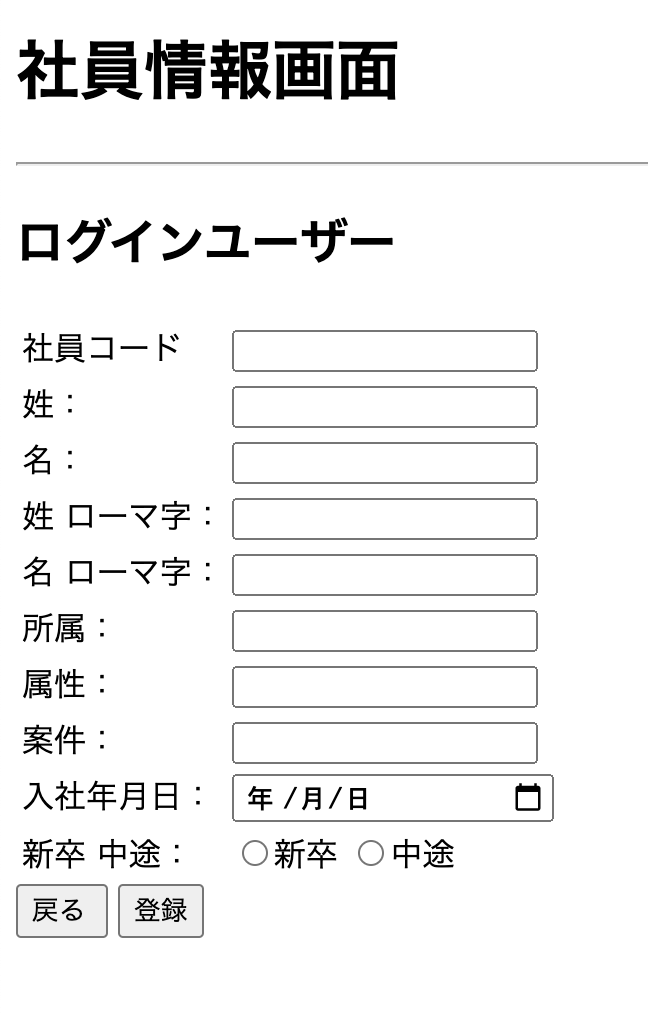 社員情報画面
ログインユーザー
社員コード
姓：
名：
姓 ローマ字：
名 ローマ字：
所属：
属性：
案件：
入社年月日： 年 /月/日
新卒 中途： 新卒 中途
戻る 登録